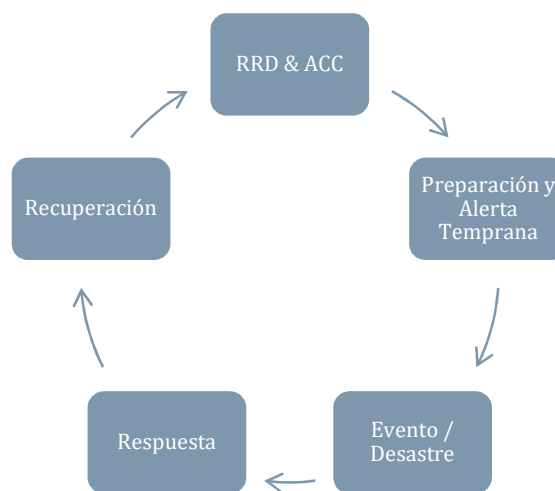 RRD & ACC
Preparación y
Alerta
Temprana
Evento /
Desastre
Respuesta
Recuperación